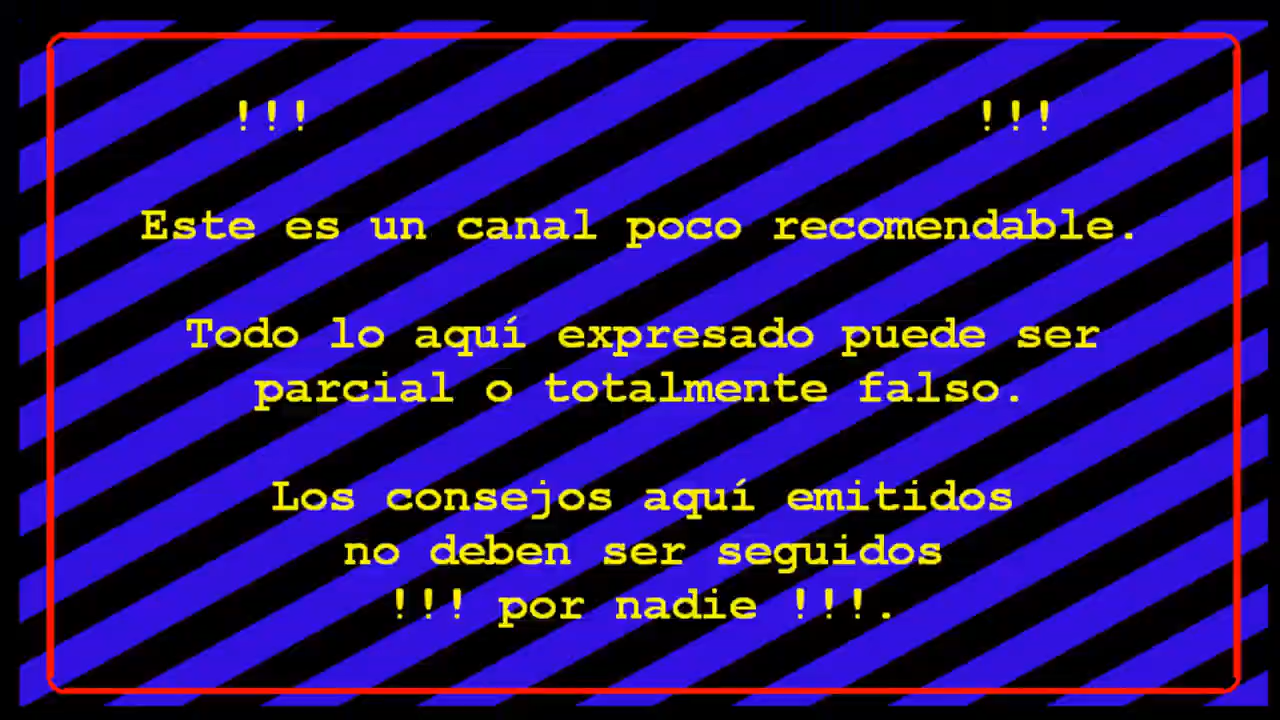 !!! !!!
Este es un canal poco recomendable.
Todo lo aquí expresado puede ser
parcial o totalmente falso.
Los consejos aquí emitidos
no deben ser seguidos
!!! por nadie !!!.